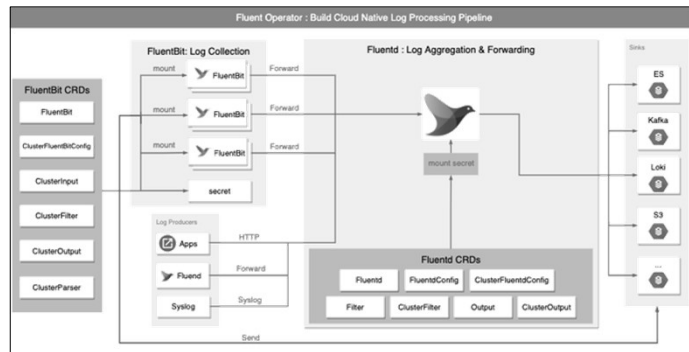 Fluent Operator : Build Cloud Native Log Processing Pipeline
FluentBit: Log Collection
Fluentd : Log Aggregation & Forwarding
Sinks
FluentBit CRDs
FluentBit
ClusterFluentBitConfig
ClusterInput
ClusterFilter
ClusterOutput
ClusterParser
mount
FluentBit
Forward
mount
FluentBit
Forward
mount
FluentBit
Forward
secret
Log Producers
Apps
HTTP
Fluend
Forward
Syslog
Syslog
Send
mount secret
Fluentd CRDs
Fluentd
FluentdConfig
ClusterFluentdConfig
Filter
ClusterFilter
Output
ClusterOutput
ES
Kafka
Loki
S3
...